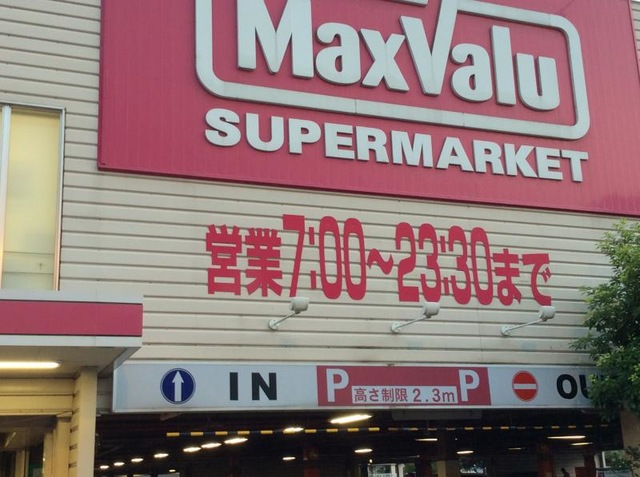 MaxValu
SUPERMARKET
営業7:00~23:30まで
IN P 高さ制限 2.3m P OU